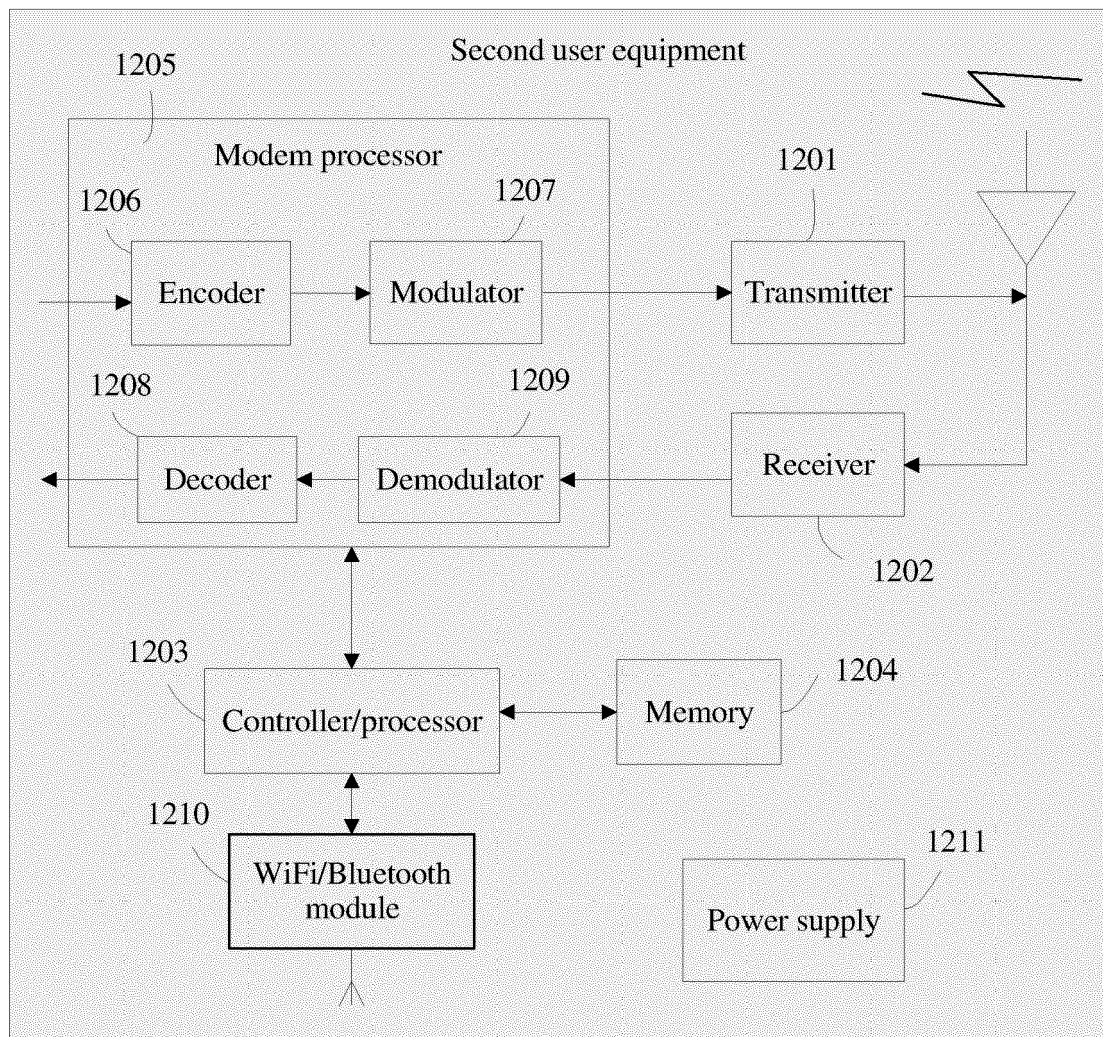 Second user equipment
1205
Modem processor
1201
1206
1207
Encoder
Modulator
Transmitter
1208
1209
Decoder
Demodulator
Receiver
1202
1203
1204
Controller/processor
Memory
1210
WiFi/Bluetooth
module
1211
Power supply